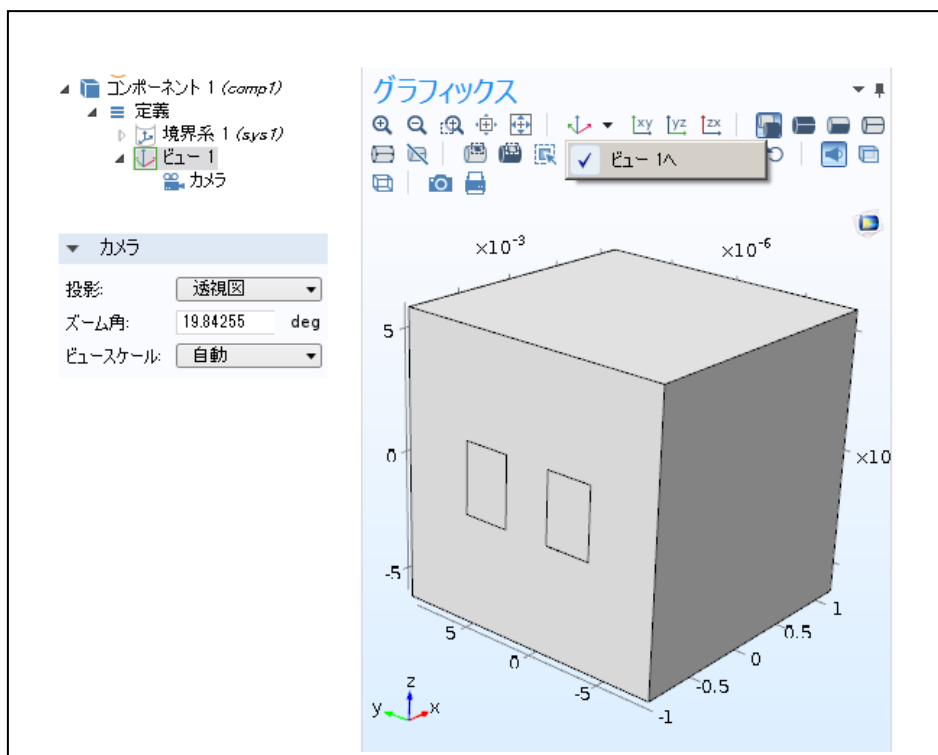 コンポーネント 1 (comp1)
定義
境界系 1 (sys1)
ビュー 1
カメラ
カメラ
投影: 透視図
ズーム角: 19.84255 deg
ビュースケール: 自動
グラフィックス
xy yz zx
ビュー 1へ
×10⁻³ ×10⁻⁶
5
0
-5
×10
5
0
-5
1
0.5
0
-0.5
-1
z
y x